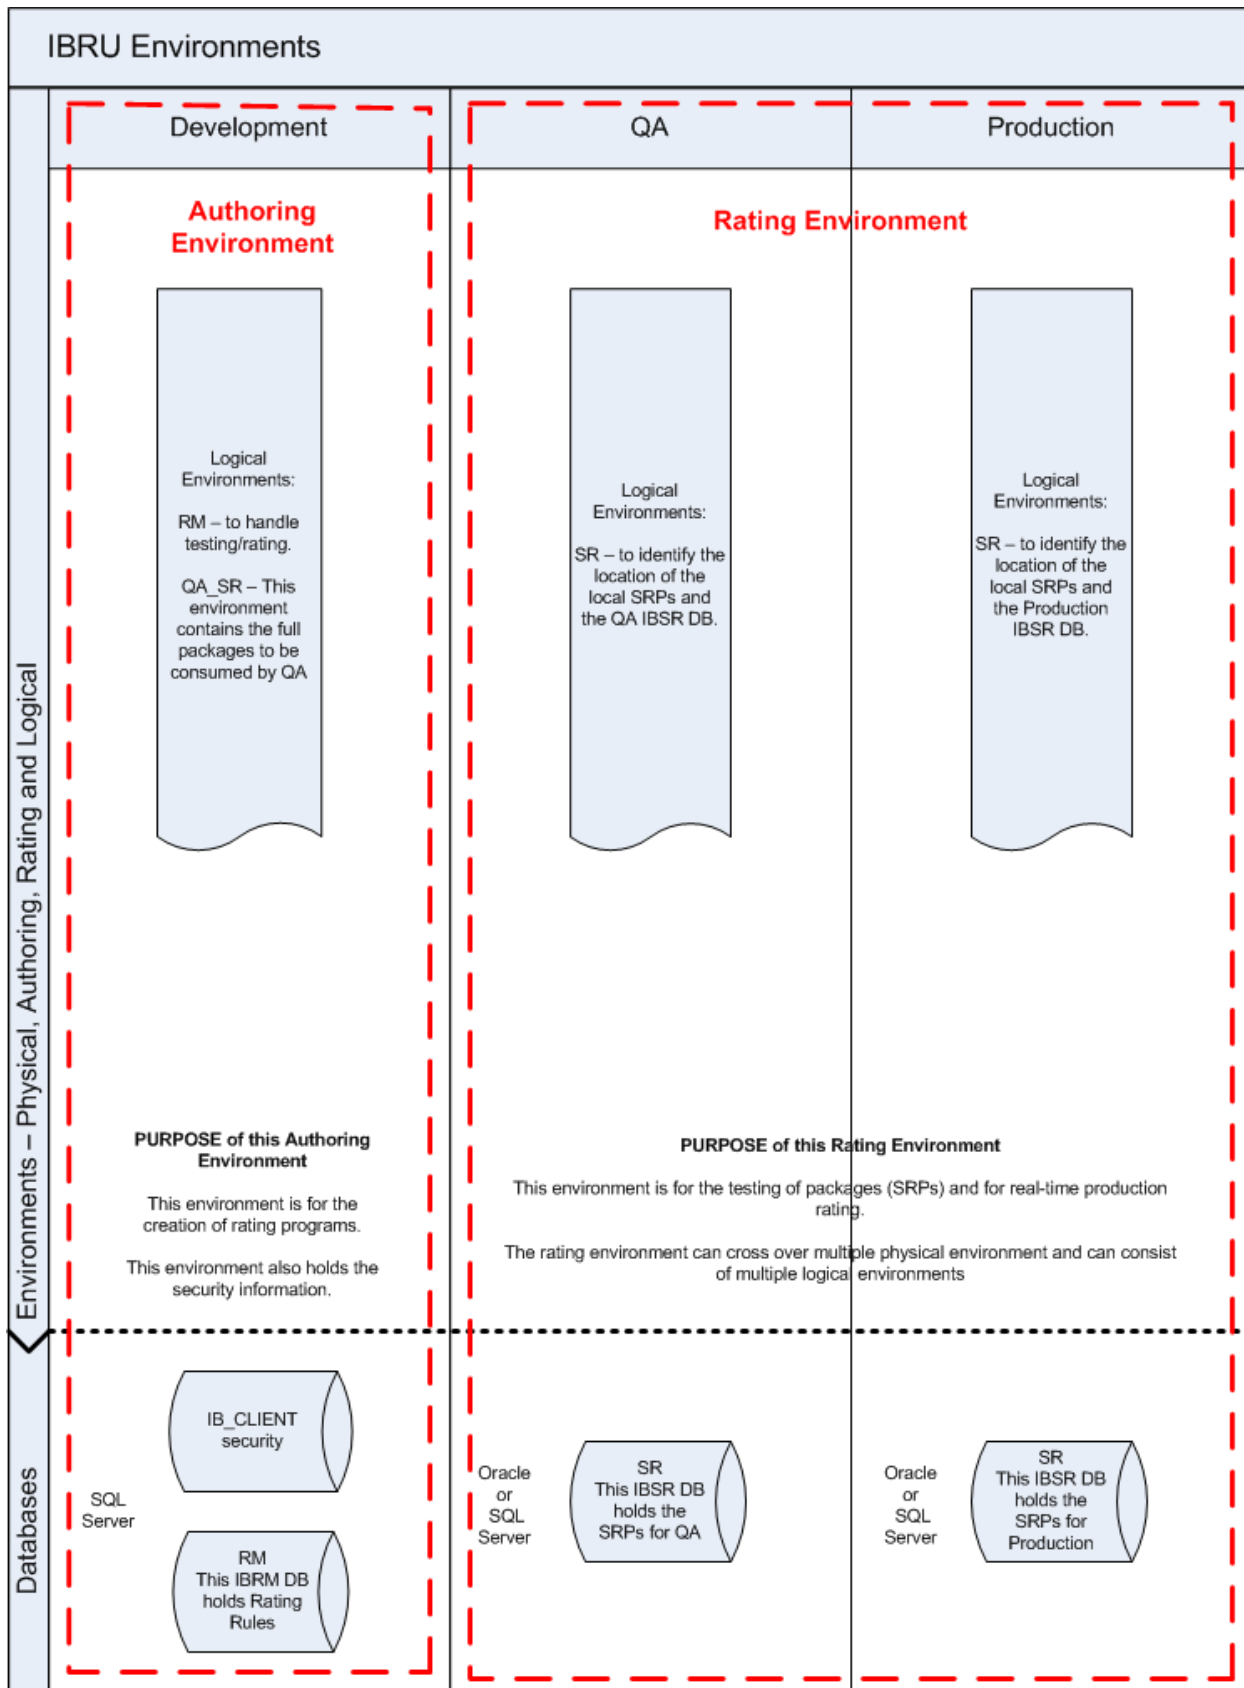 IBRU Environments
Development
QA
Production
Authoring
Environment
Rating Environment
Logical
Environments:
RM – to handle
testing/rating.
QA_SR – This
environment
contains the full
packages to be
consumed by QA
Logical
Environments:
SR – to identify the
location of the
local SRPs and
the QA IBSR DB.
Logical
Environments:
SR – to identify the
location of the
local SRPs and
the Production
IBSR DB.
Environments – Physical, Authoring, Rating and Logical
PURPOSE of this Authoring
Environment
This environment is for the
creation of rating programs.
This environment also holds the
security information.
PURPOSE of this Rating Environment
This environment is for the testing of packages (SRPs) and for real-time production
rating.
The rating environment can cross over multiple physical environment and can consist
of multiple logical environments
Databases
SQL
Server
IB_CLIENT
security
RM
This IBRM DB
holds Rating
Rules
Oracle
or
SQL
Server
SR
This IBSR DB
holds the
SRPs for QA
Oracle
or
SQL
Server
SR
This IBSR DB
holds the
SRPs for
Production